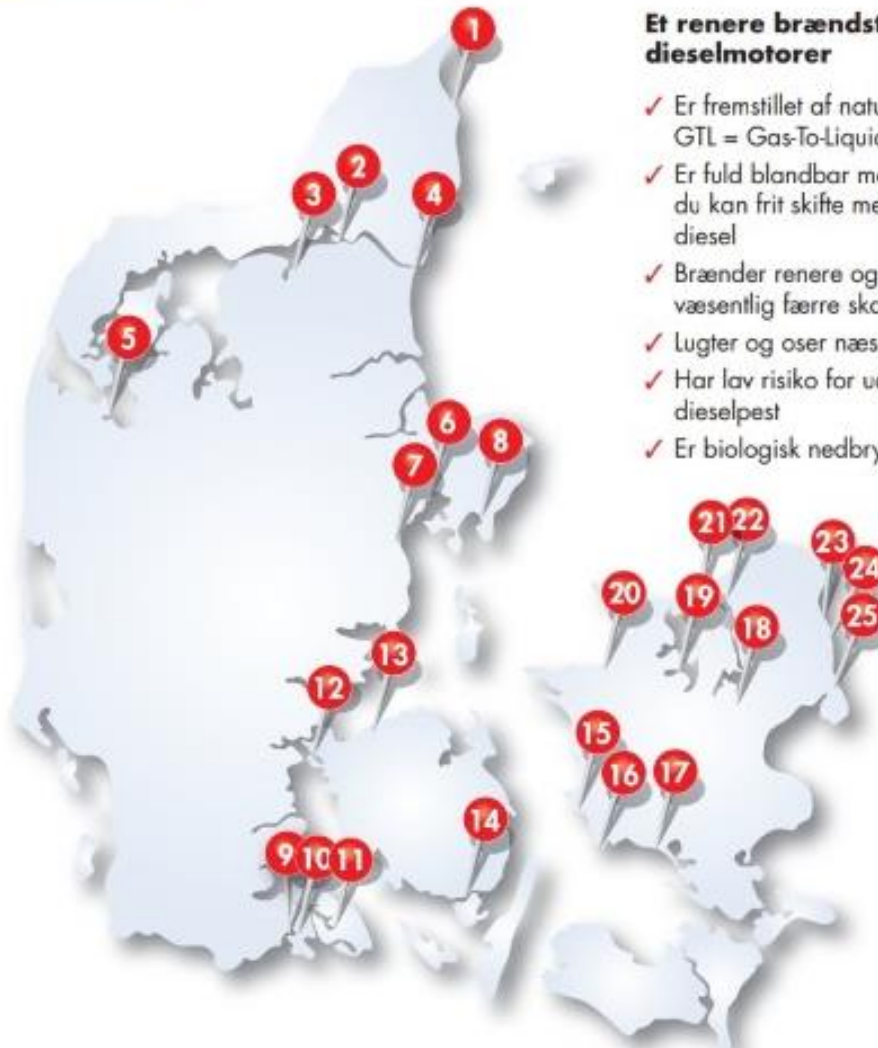 Et renere brændst
dieselmotorer
✓ Er fremstillet af natu
GTL = Gas-To-Liquid
✓ Er fuld blandbar me
du kan frit skifte me
diesel
✓ Brænder renere og
væsentlig færre ska
✓ Lugter og oser næs
✓ Har lav risiko for ud
dieselpest
✓ Er biologisk nedbry
1
2
3
4
5
6
7
8
9
10
11
12
13
14
15
16
17
18
19
20
21
22
23
24
25